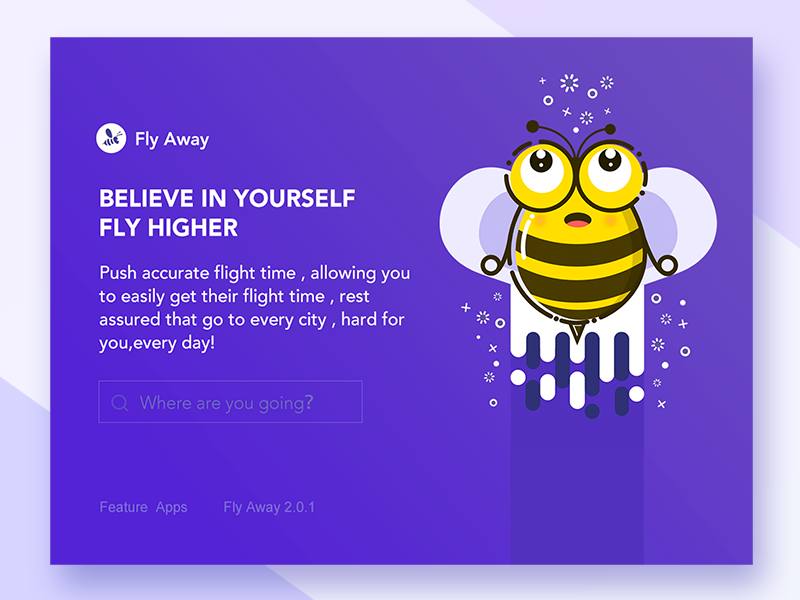 Fly Away
BELIEVE IN YOURSELF
FLY HIGHER
Push accurate flight time , allowing you
to easily get their flight time , rest
assured that go to every city , hard for
you,every day!
Where are you going?
Feature Apps Fly Away 2.0.1